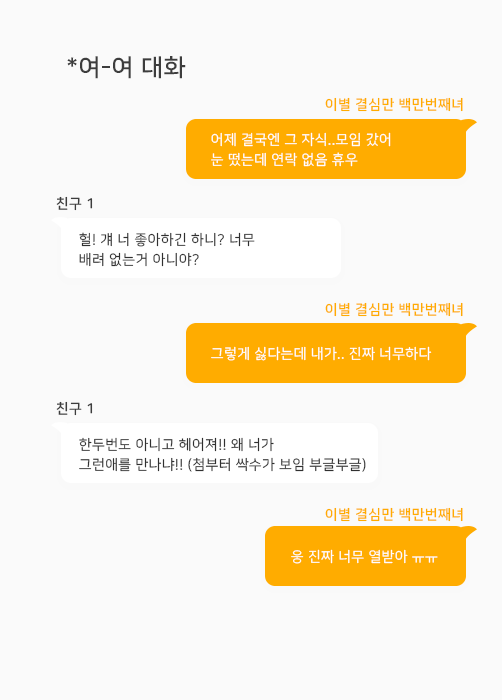 *여-여 대화
이별 결심만 백만번째녀
어제 결국엔 그 자식..모임 갔어
눈 떴는데 연락 없음 휴우
친구 1
헐! 걔 너 좋아하긴 하니? 너무
배려 없는거 아니야?
이별 결심만 백만번째녀
그렇게 싫다는데 내가.. 진짜 너무하다
친구 1
한두번도 아니고 헤어져!! 왜 너가
그런애를 만나냐!! (첨부터 싹수가 보임 부글부글)
이별 결심만 백만번째녀
웅 진짜 너무 열받아 ㅠㅠ